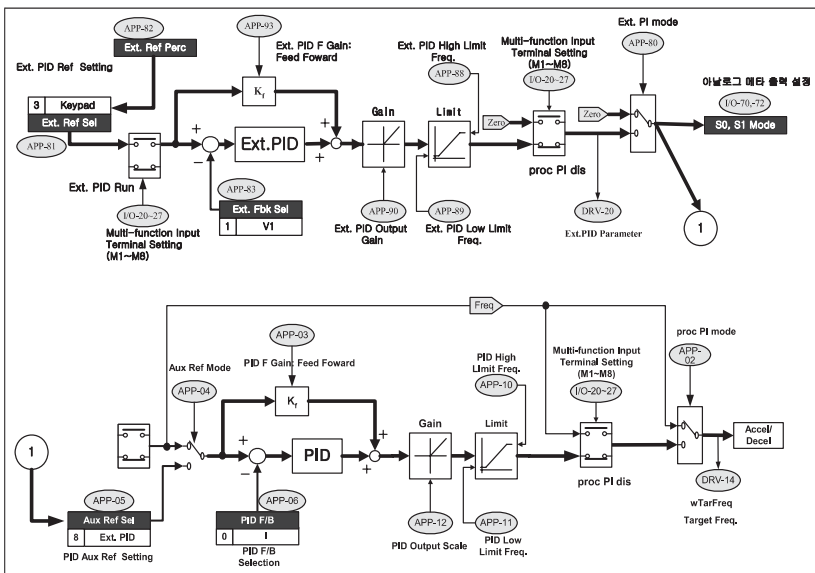 APP-82
Ext. Ref Perc
APP-93
Ext. PID F Gain:
Feed Foward
Ext. PID Ref Setting
3 Keypad
Ext. Ref Sel
APP-81
Ext. PID Run
I/O-20~27
Multi-function Input
Terminal Setting
(M1~M8)
Kf
+
−
Ext.PID
+
+
APP-83
Ext. Fbk Sel
1 V1
Gain
APP-90
Ext. PID Output
Gain
Ext. PID High Limit
Freq.
APP-88
Limit
APP-89
Ext. PID Low Limit
Freq.
Multi-function Input
Terminal Setting
(M1~M8)
I/O-20~27
Zero
proc PI dis
Ext. PI mode
APP-80
Zero
DRV-20
Ext.PID Parameter
아날로그 메타 출력 설정
I/O-70,-72
S0, S1 Mode
1
Freq
1
Aux Ref Mode
APP-04
APP-05
Aux Ref Sel
8 Ext. PID
PID Aux Ref Setting
APP-03
PID F Gain: Feed Foward
Kf
+
−
PID
+
+
APP-06
PID F/B
0 I
PID F/B
Selection
Gain
APP-12
PID Output Scale
PID High
LImit Freq.
APP-10
Limit
APP-11
PID Low
Limit Freq.
Multi-function Input
Terminal Setting
(M1~M8)
I/O-20~27
proc PI dis
proc PI mode
APP-
02
Accel/
Decel
DRV-14
wTarFreq
Target Freq.